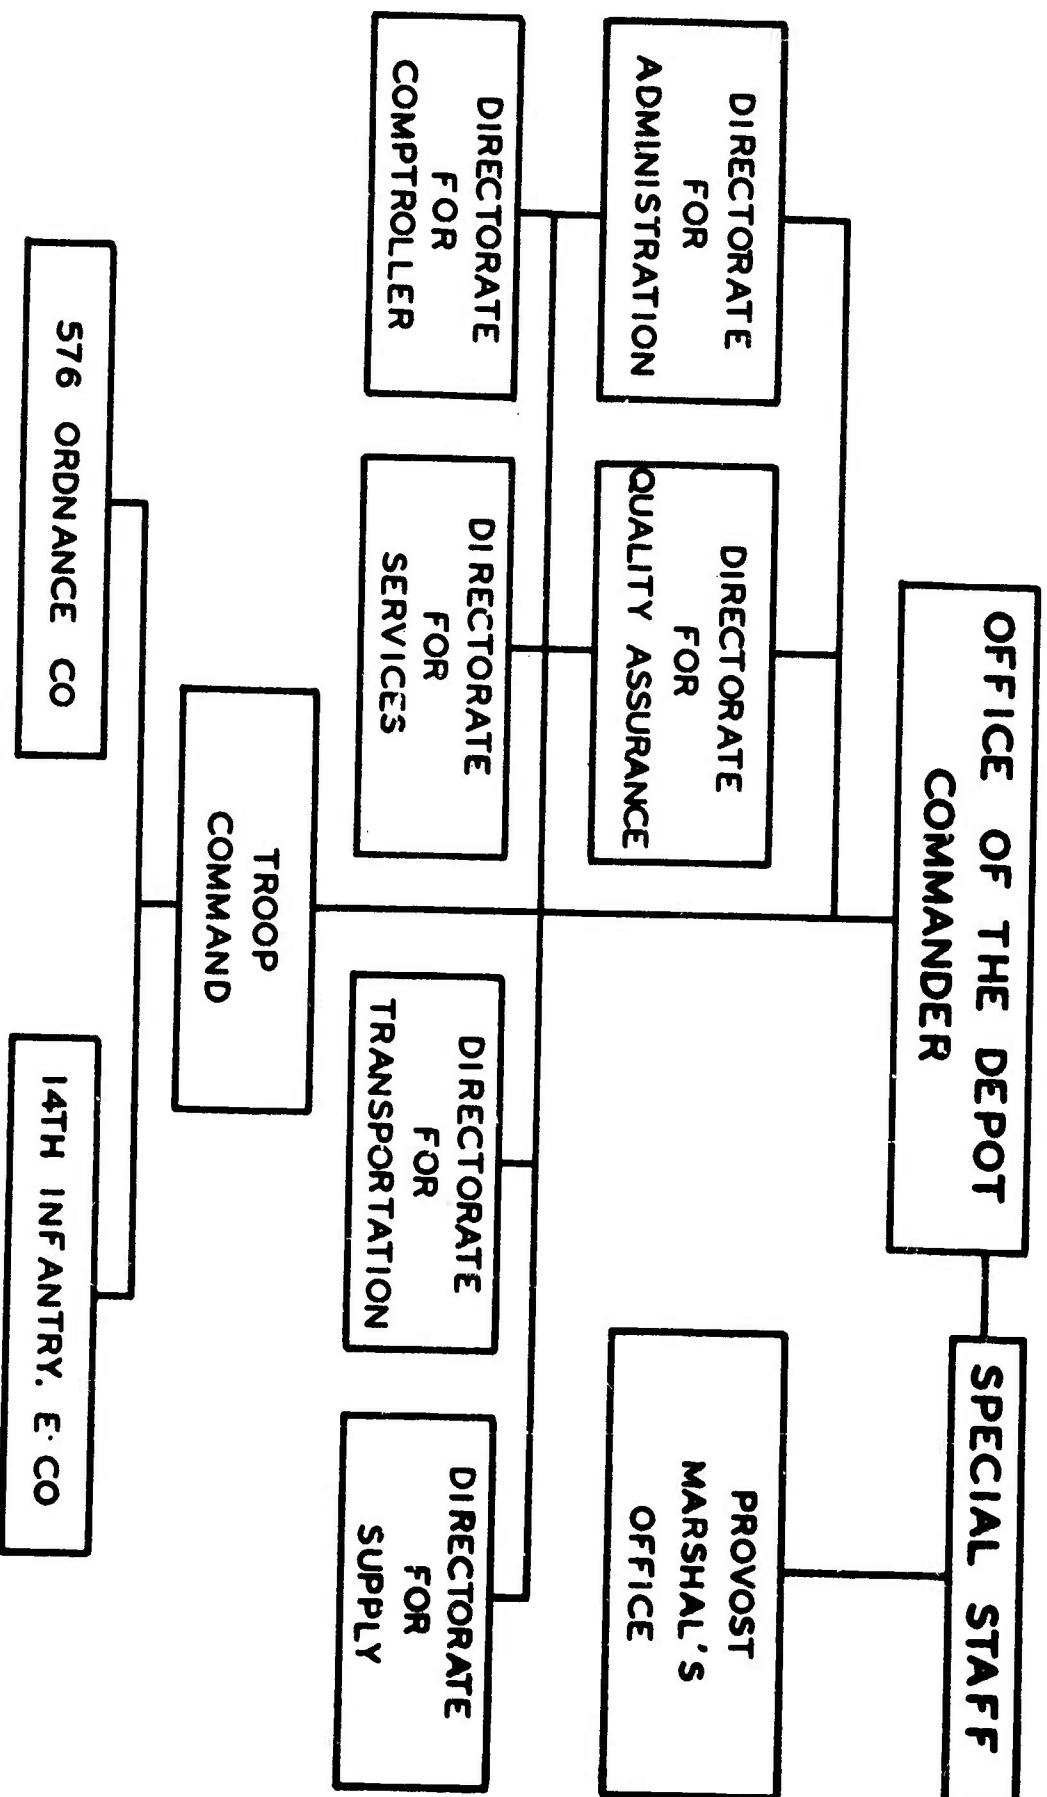 OFFICE OF THE DEPOT
COMMANDER
SPECIAL STAFF
DIRECTORATE
FOR
ADMINISTRATION
DIRECTORATE
FOR
QUALITY ASSURANCE
PROVOST
MARSHAL'S
OFFICE
DIRECTORATE
FOR
COMPTROLLER
DIRECTORATE
FOR
SERVICES
DIRECTORATE
FOR
TRANSPORTATION
DIRECTORATE
FOR
SUPPLY
TROOP
COMMAND
576 ORDNANCE CO
14TH INFANTRY. E. CO